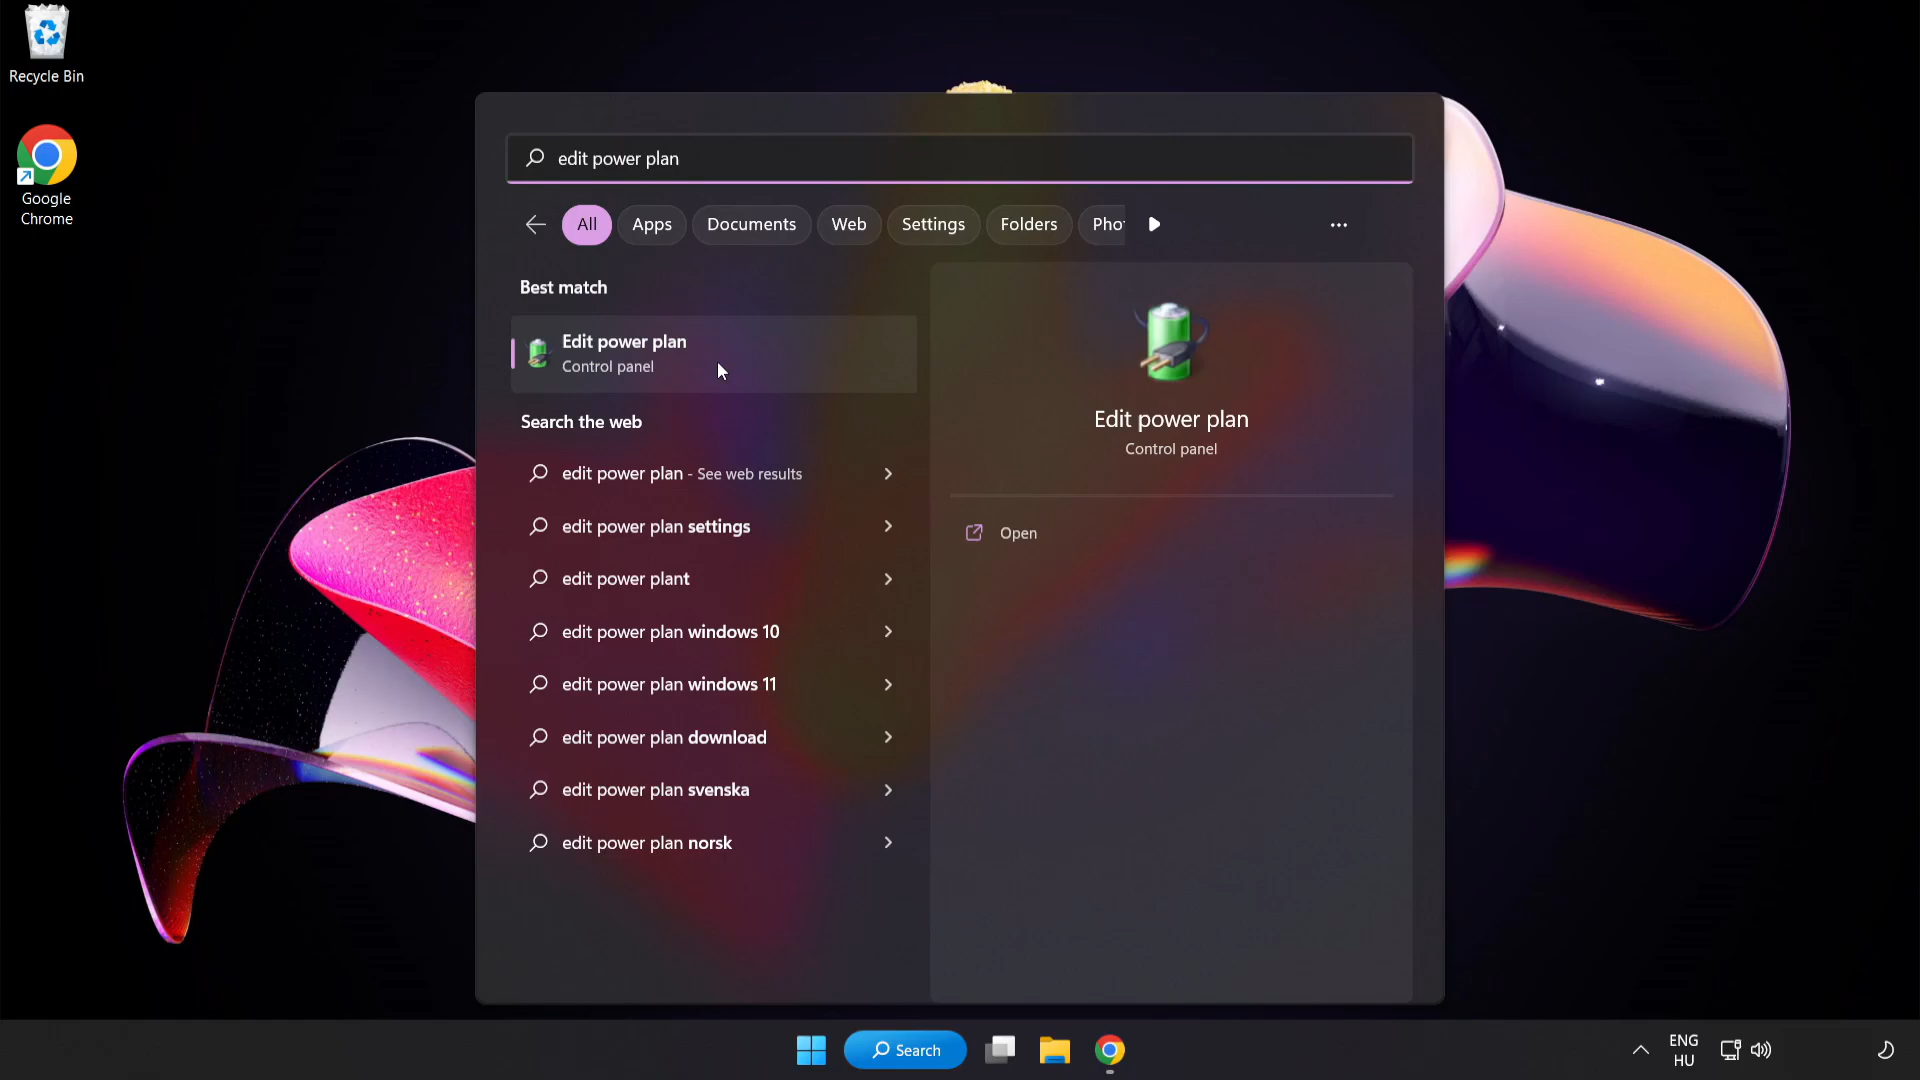 Recycle Bin
Google
Chrome
edit power plan
All
Apps
Documents
Web
Settings
Folders
Phot
Best match
Edit power plan
Control panel
Search the web
edit power plan - See web results
edit power plan settings
edit power plant
edit power plan windows 10
edit power plan windows 11
edit power plan download
edit power plan svenska
edit power plan norsk
Edit power plan
Control panel
Open
Search
ENG
HU